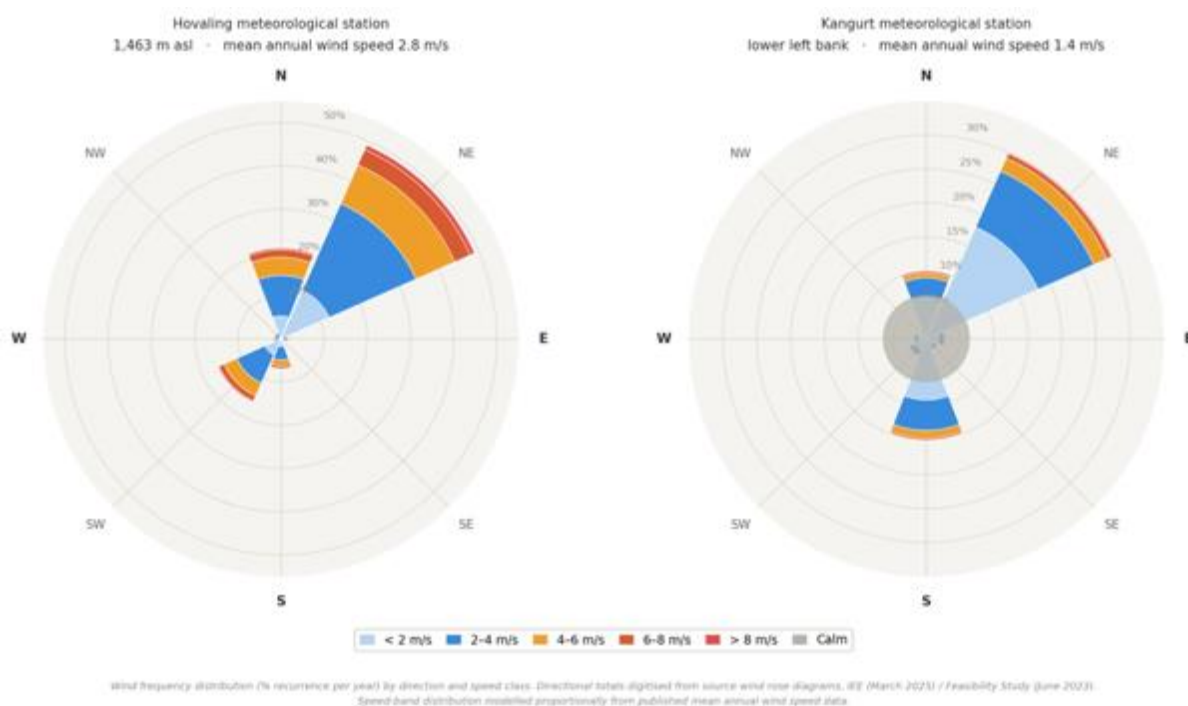 Hovaling meteorological station
1,463 m asl · mean annual wind speed 2.8 m/s
N
50%
NW
NE
40%
30%
20%
W
E
SW
SE
S
Kangurt meteorological station
lower left bank · mean annual wind speed 1.4 m/s
N
30%
NW
NE
25%
20%
15%
10%
W
E
SW
SE
S
< 2 m/s 2–4 m/s 4–6 m/s 6–8 m/s > 8 m/s Calm
Wind frequency distribution (% recurrence per year) by direction and speed class. Directional totals digitised from source wind rose diagrams, IEE (March 2025) / Feasibility Study (June 2023).
Speed-band distribution modelled proportionally from published mean annual wind speed data.